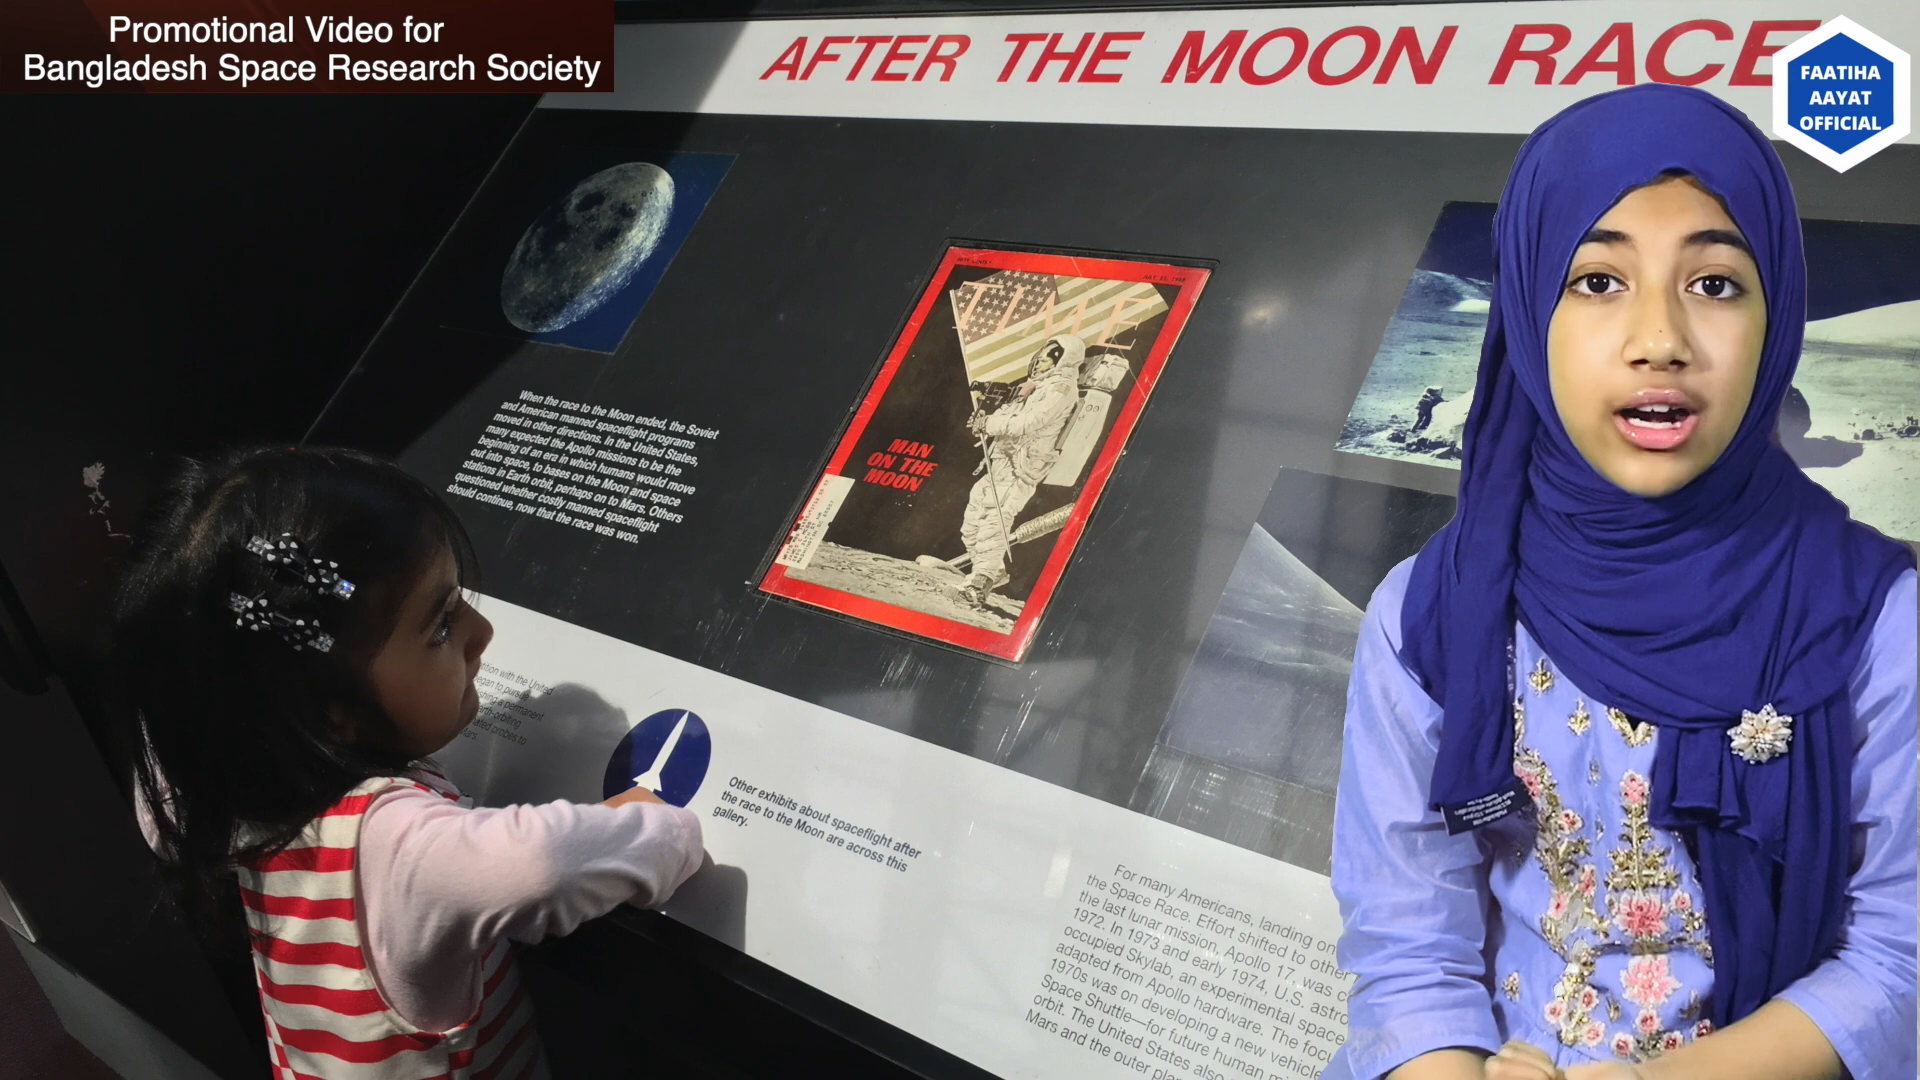 Promotional Video for
Bangladesh Space Research Society
AFTER THE MOON RACE
FAATIHA
AAYAT
OFFICIAL
When the race to the Moon ended, the Soviet
and American manned spaceflight programs
moved in other directions. In the United States,
many expected the Apollo missions to be the
beginning of an era in which humans would move
out into space, to bases on the Moon and space
stations in Earth orbit, perhaps on to Mars. Others
questioned whether costly manned spaceflight
should continue, now that the race was won.
TIME
MAN
ON THE
MOON
with the United
to pursue
a permanent
probes to
Other exhibits about spaceflight after
the race to the Moon are across this
gallery.
For many Americans, landing on
the Space Race. Effort shifted to other
the last lunar mission, Apollo 17, was
1972. In 1973 and early 1974, U.S.
occupied Skylab, an experimental space
adapted from Apollo hardware. The
1970s was on developing a new vehicle
Space Shuttle—for future human
orbit. The United States also
Mars and the outer